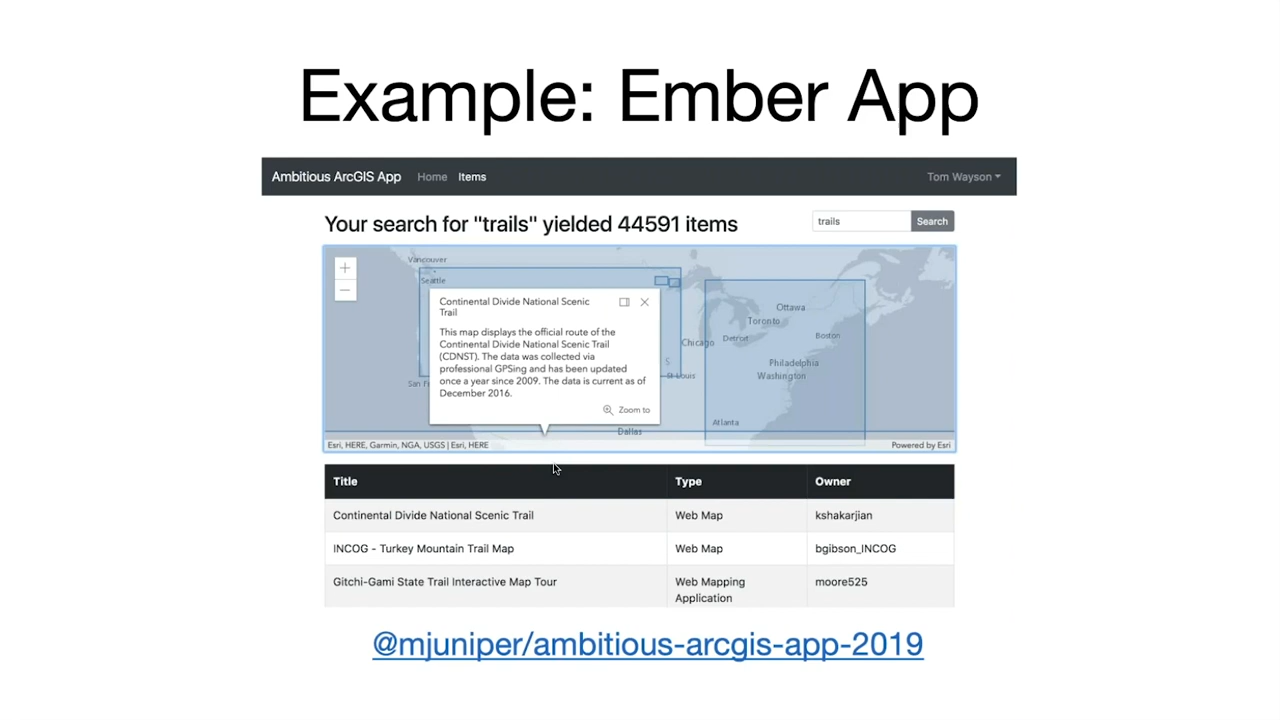 Example: Ember App
Ambitious ArcGIS App Home Items Tom Wayson
Your search for "trails" yielded 44591 items
trails Search
Vancouver
Seattle
+
−
Continental Divide National Scenic
Trail
This map displays the official route of the
Continental Divide National Scenic Trail
(CDNST). The data was collected via
professional GPSing and has been updated
once a year since 2009. The data is current as of
December 2016.
Zoom to
San F
Chicago
S
St Louis
Dallas
Ottawa
Toronto
Detroit
Boston
Philadelphia
Washington
Atlanta
Esri, HERE, Garmin, NGA, USGS | Esri, HERE Powered by Esri
Title Type Owner
Continental Divide National Scenic Trail Web Map kshakarjian
INCOG - Turkey Mountain Trail Map Web Map bgibson_INCOG
Gitchi-Gami State Trail Interactive Map Tour Web Mapping moore525
Application
@mjuniper/ambitious-arcgis-app-2019